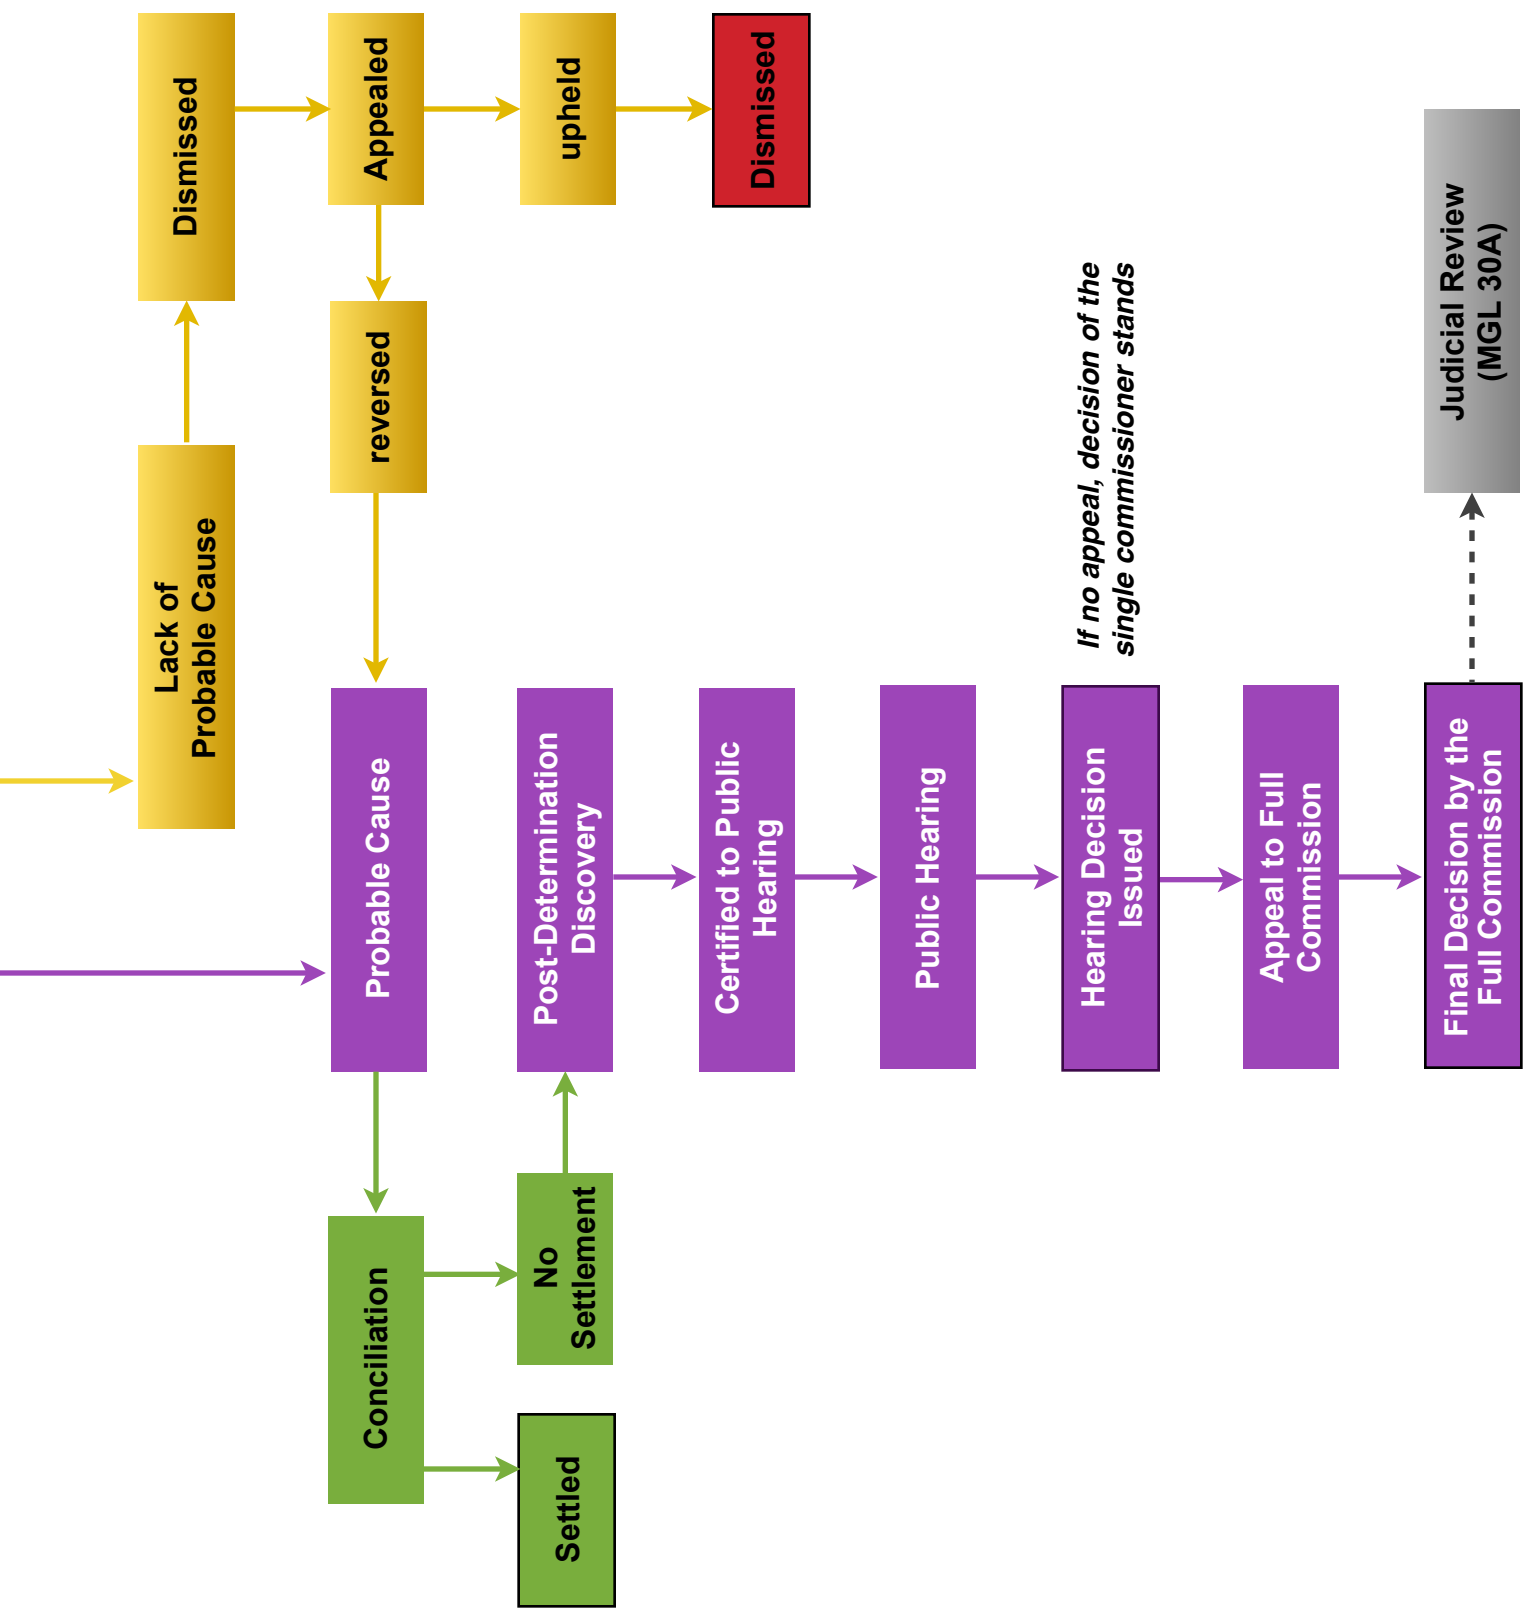 Lack of
Probable Cause
Dismissed
Appealed
upheld
Dismissed
reversed
Probable Cause
Conciliation
Settled
No
Settlement
Post-Determination
Discovery
Certified to Public
Hearing
Public Hearing
Hearing Decision
Issued
If no appeal, decision of the
single commissioner stands
Appeal to Full
Commission
Final Decision by the
Full Commission
Judicial Review
(MGL 30A)